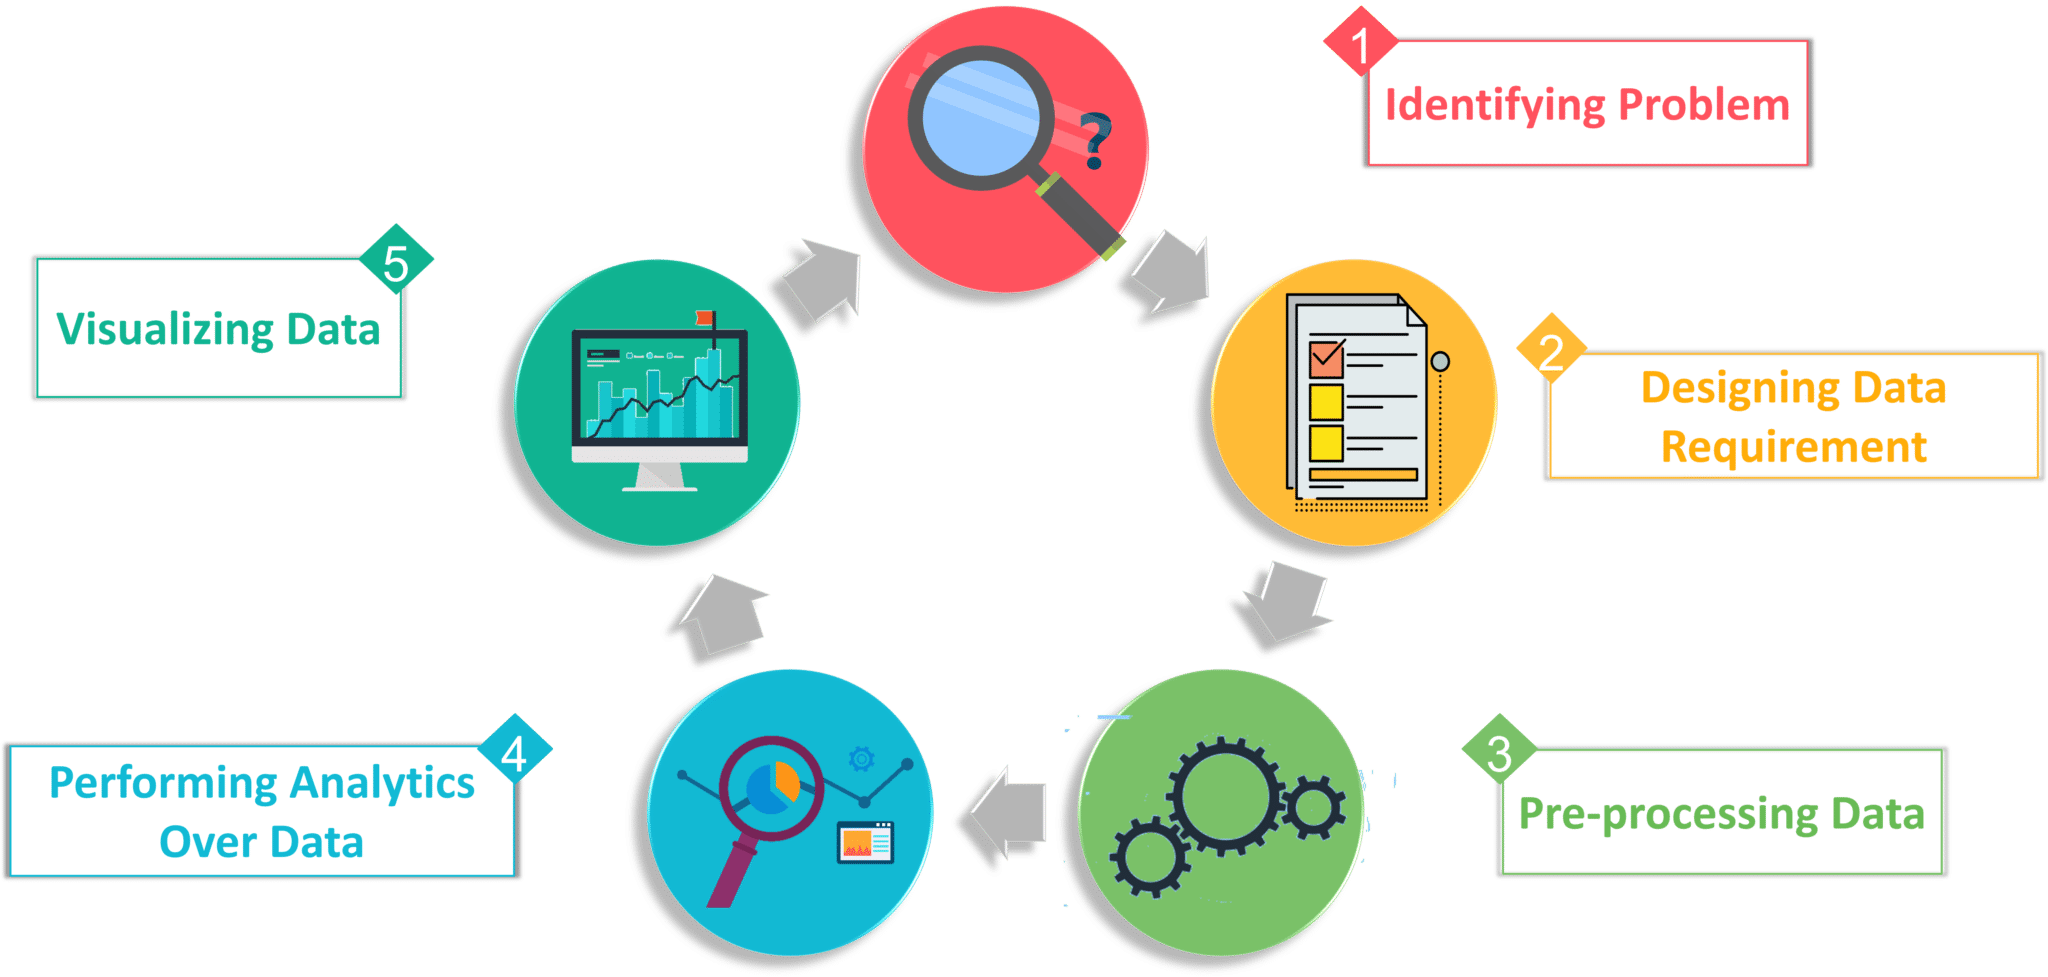 1
Identifying Problem
?
2
Designing Data
Requirement
3
Pre-processing Data
4
Performing Analytics
Over Data
5
Visualizing Data